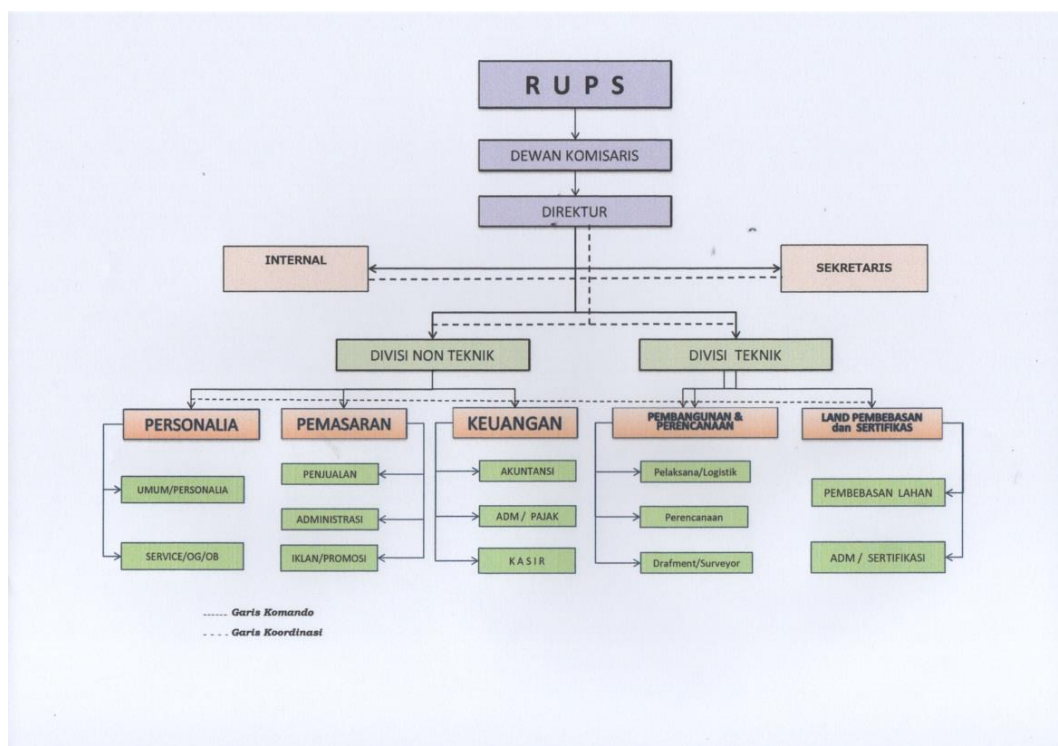 R U P S
DEWAN KOMISARIS
DIREKTUR
INTERNAL
SEKRETARIS
DIVISI NON TEKNIK
DIVISI TEKNIK
PERSONALIA
PEMASARAN
KEUANGAN
PEMBANGUNAN &
PERENCANAAN
LAND PEMBEBASAN
dan SERTIFIKAS
UMUM/PERSONALIA
SERVICE/OG/OB
PENJUALAN
ADMINISTRASI
IKLAN/PROMOSI
AKUNTANSI
ADM / PAJAK
K A S I R
Pelaksana/Logistik
Perencanaan
Drafment/Surveyor
PEMBEBASAN LAHAN
ADM / SERTIFIKASI
Garis Komando
Garis Koordinasi